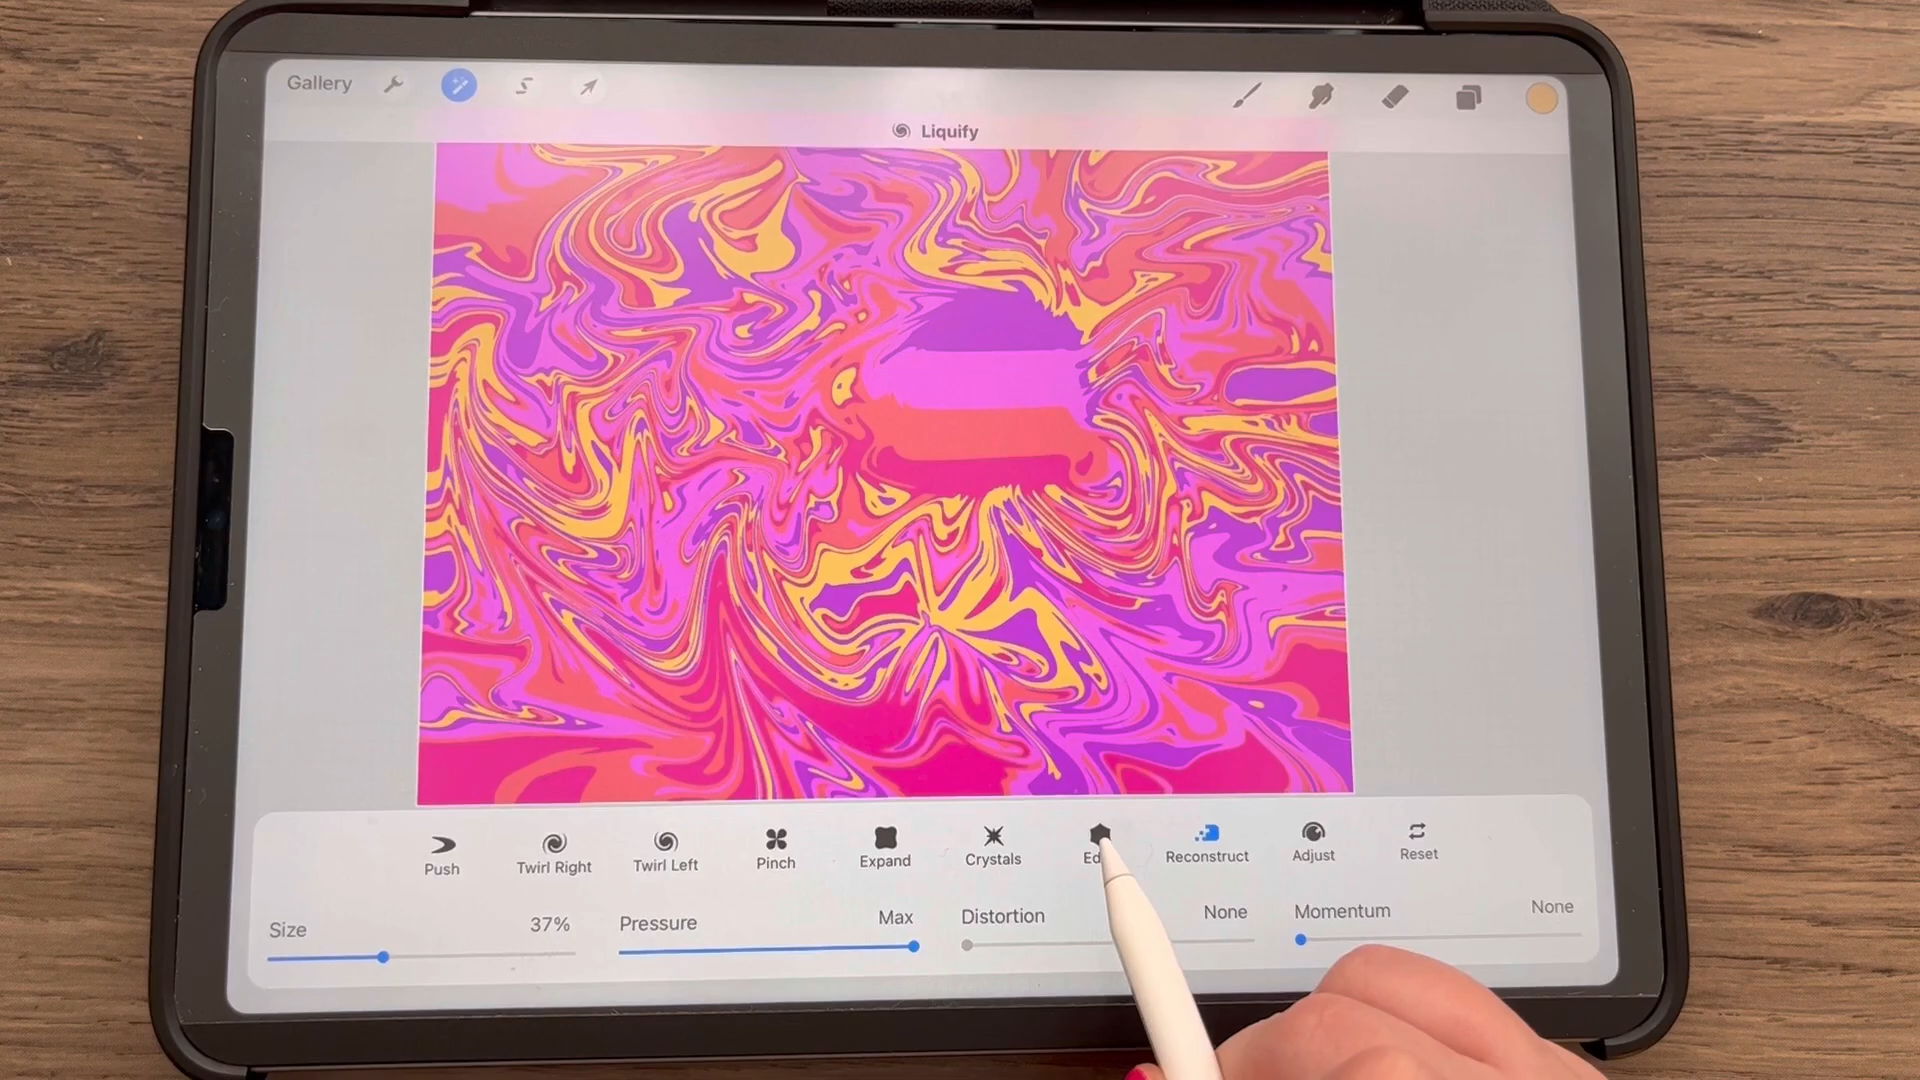 Gallery
Liquify
Push
Twirl Right
Twirl Left
Pinch
Expand
Crystals
Reconstruct
Adjust
Reset
Size 37%
Pressure Max
Distortion None
Momentum None